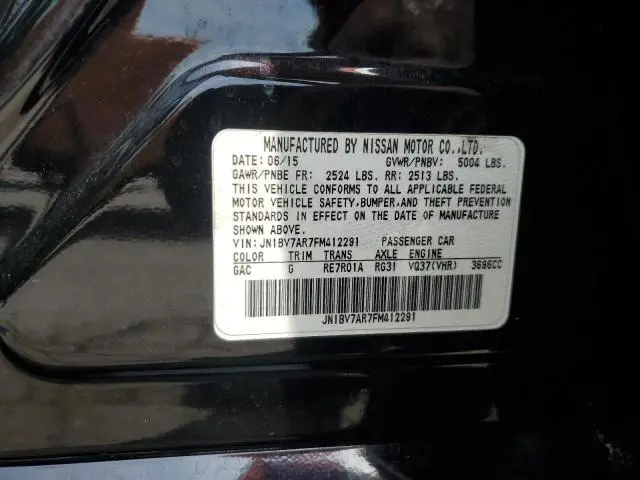 MANUFACTURED BY NISSAN MOTOR CO.,LTD.
DATE: 06/15 GVWR/PNBV: 5004 LBS.
GAWR/PNBE FR: 2524 LBS. RR: 2513 LBS.
THIS VEHICLE CONFORMS TO ALL APPLICABLE FEDERAL
MOTOR VEHICLE SAFETY,BUMPER,AND THEFT PREVENTION
STANDARDS IN EFFECT ON THE DATE OF MANUFACTURE
SHOWN ABOVE.
VIN:JN1BV7AR7FM412291 PASSENGER CAR
COLOR TRIM TRANS AXLE ENGINE
GAC G RE7R01A RG31 VQ37(VHR) 3696CC
JN1BV7AR7FM412291